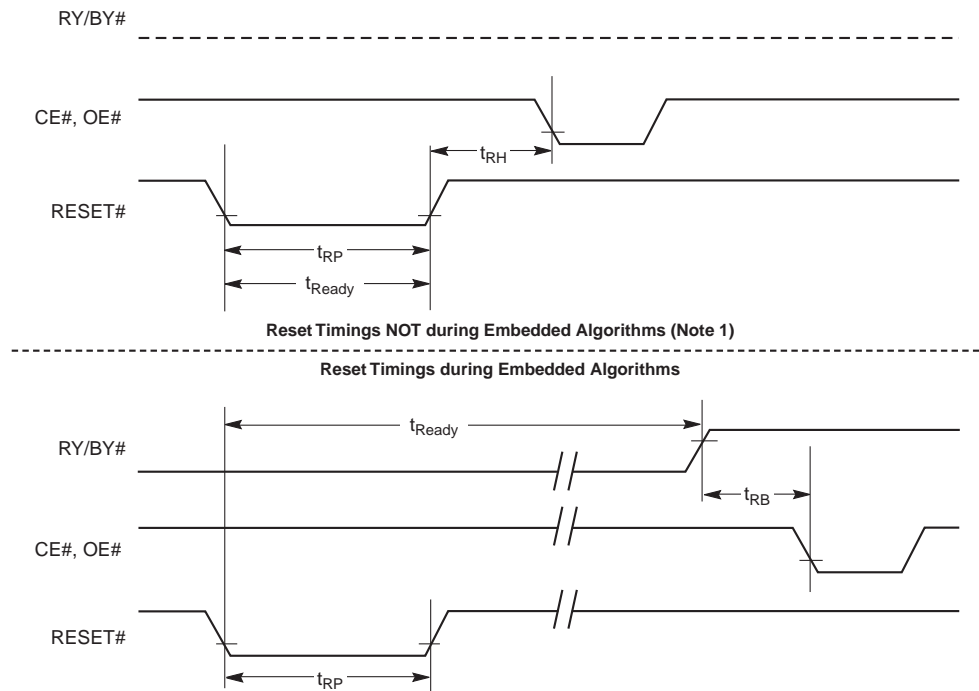 RY/BY#
CE#, OE#
tRH
RESET#
tRP
tReady
Reset Timings NOT during Embedded Algorithms (Note 1)
Reset Timings during Embedded Algorithms
tReady
RY/BY#
tRB
CE#, OE#
RESET#
tRP